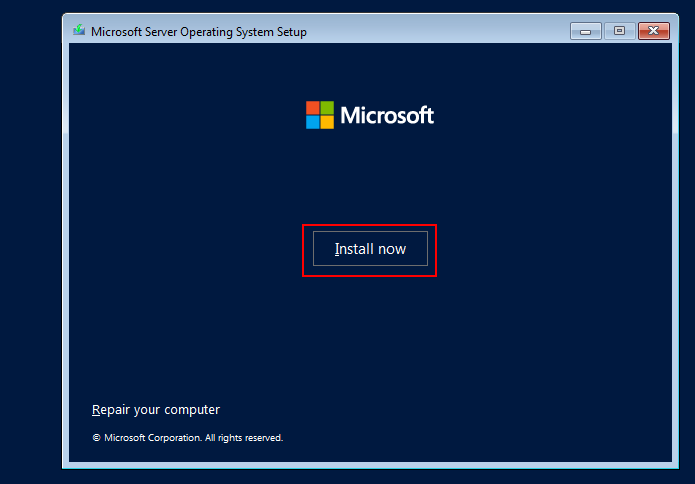 Microsoft Server Operating System Setup
Microsoft
Install now
Repair your computer
© Microsoft Corporation. All rights reserved.